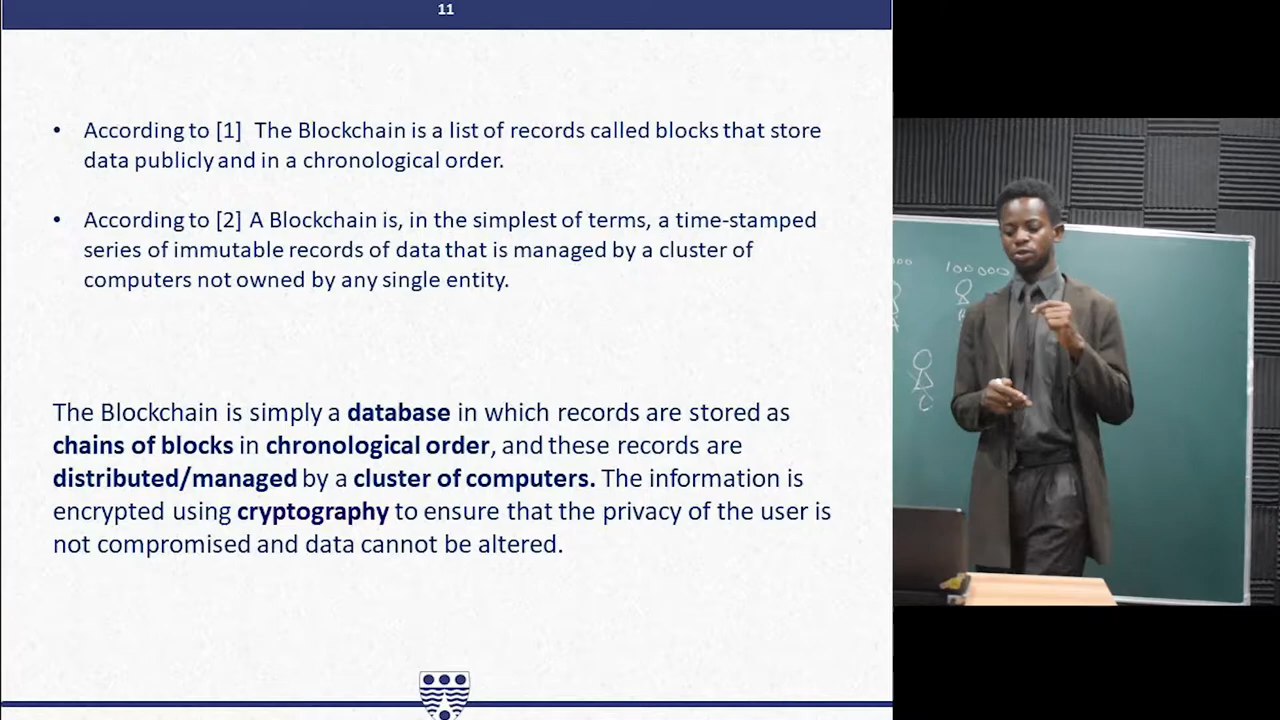 11
• According to [1] The Blockchain is a list of records called blocks that store
data publicly and in a chronological order.
• According to [2] A Blockchain is, in the simplest of terms, a time-stamped
series of immutable records of data that is managed by a cluster of
computers not owned by any single entity.
The Blockchain is simply a database in which records are stored as
chains of blocks in chronological order, and these records are
distributed/managed by a cluster of computers. The information is
encrypted using cryptography to ensure that the privacy of the user is
not compromised and data cannot be altered.
100000
C